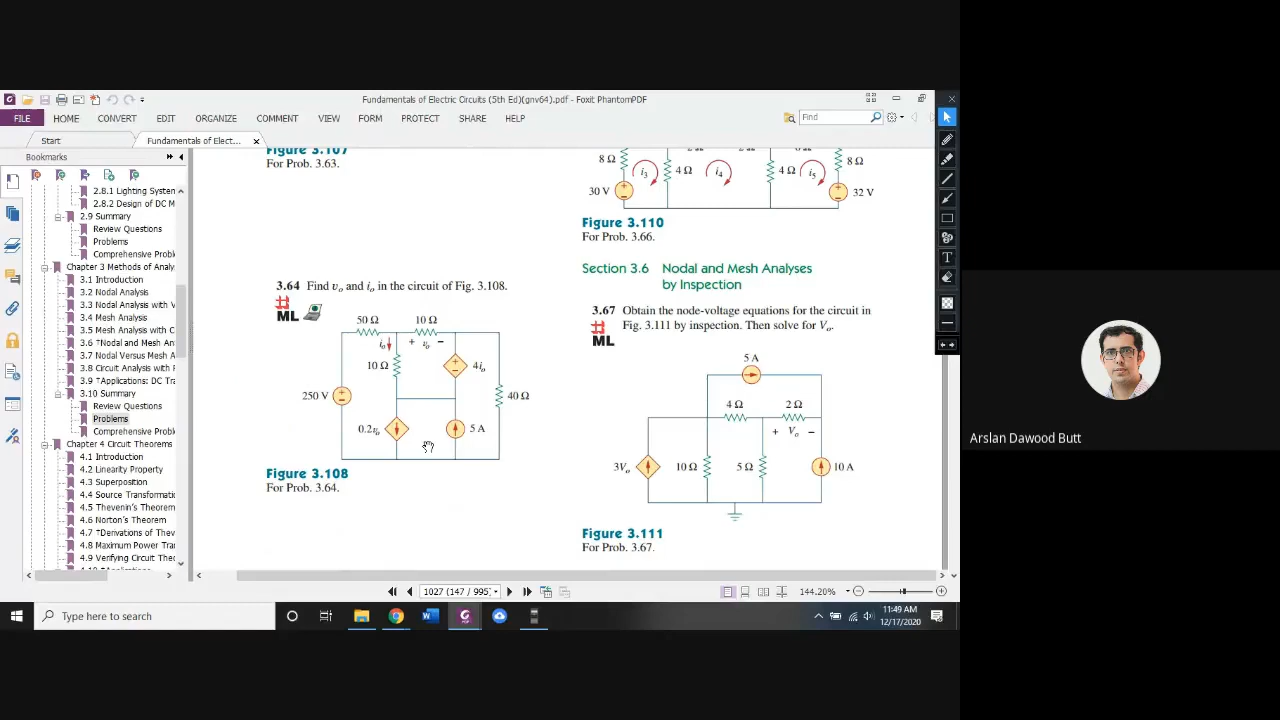 Fundamentals of Electric Circuits (5th Ed)(gnv64).pdf - Foxit PhantomPDF
FILE HOME CONVERT EDIT ORGANIZE COMMENT VIEW FORM PROTECT SHARE HELP
Find
Start
Fundamentals of Elect...
Bookmarks
2.8.1 Lighting System
2.8.2 Design of DC M
2.9 Summary
Review Questions
Problems
Comprehensive Probl
Chapter 3 Methods of Analy
3.1 Introduction
3.2 Nodal Analysis
3.3 Nodal Analysis with V
3.4 Mesh Analysis
3.5 Mesh Analysis with C
3.6 †Nodal and Mesh An
3.7 Nodal Versus Mesh A
3.8 Circuit Analysis with P
3.9 †Applications: DC Tra
3.10 Summary
Review Questions
Problems
Comprehensive Probl
Chapter 4 Circuit Theorems
4.1 Introduction
4.2 Linearity Property
4.3 Superposition
4.4 Source Transformatio
4.5 Thevenin's Theorem
4.6 Norton's Theorem
4.7 †Derivations of Thev
4.8 Maximum Power Tra
4.9 Verifying Circuit Theo
Figure 3.107
For Prob. 3.63.
3.64 Find vo and io in the circuit of Fig. 3.108.
ML
50 Ω
10 Ω
io + vo −
10 Ω
4io
250 V
40 Ω
0.2vo
5 A
Figure 3.108
For Prob. 3.64.
8 Ω
i3
4 Ω
i4
4 Ω
i5
8 Ω
30 V
32 V
Figure 3.110
For Prob. 3.66.
Section 3.6 Nodal and Mesh Analyses
by Inspection
3.67 Obtain the node-voltage equations for the circuit in
Fig. 3.111 by inspection. Then solve for Vo.
ML
5 A
4 Ω
2 Ω
+ Vo −
3Vo
10 Ω
5 Ω
10 A
Figure 3.111
For Prob. 3.67.
1027 (147 / 995)
144.20%
Type here to search
11:49 AM
12/17/2020
Arslan Dawood Butt